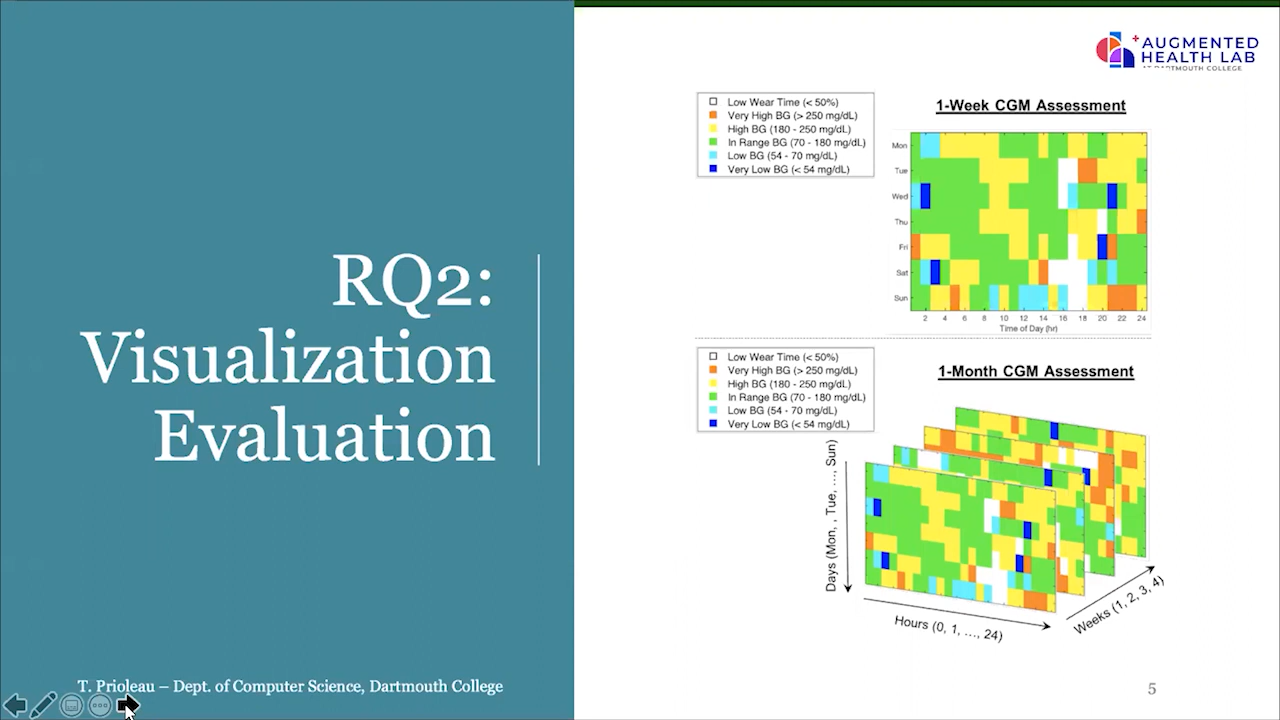 RQ2:
Visualization
Evaluation
T. Prioleau – Dept. of Computer Science, Dartmouth College
AUGMENTED
HEALTH LAB
AT DARTMOUTH COLLEGE
Low Wear Time (< 50%)
Very High BG (> 250 mg/dL)
High BG (180 - 250 mg/dL)
In Range BG (70 - 180 mg/dL)
Low BG (54 - 70 mg/dL)
Very Low BG (< 54 mg/dL)
1-Week CGM Assessment
Mon
Tue
Wed
Thu
Fri
Sat
Sun
2 4 6 8 10 12 14 16 18 20 22 24
Time of Day (hr)
Low Wear Time (< 50%)
Very High BG (> 250 mg/dL)
High BG (180 - 250 mg/dL)
In Range BG (70 - 180 mg/dL)
Low BG (54 - 70 mg/dL)
Very Low BG (< 54 mg/dL)
1-Month CGM Assessment
Days (Mon, , Tue, …, Sun)
Hours (0, 1, …, 24)
Weeks (1, 2, 3, 4)
5